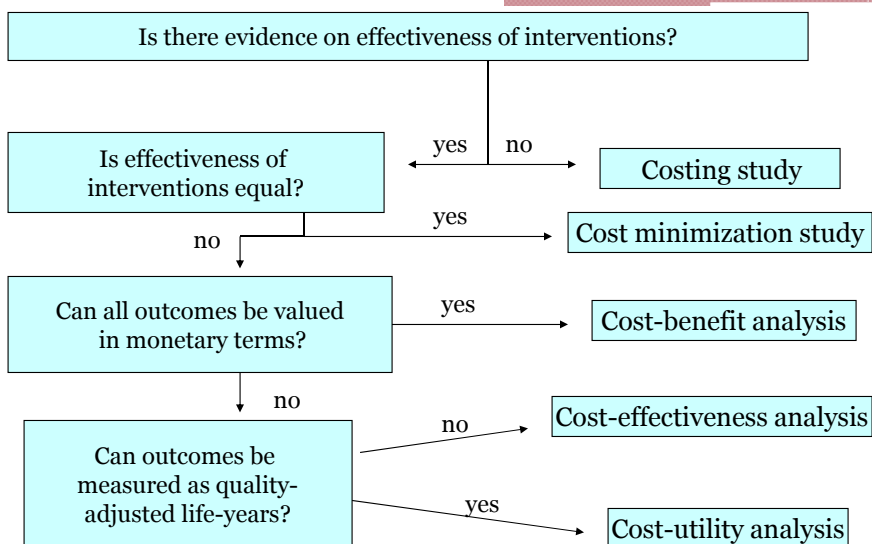 Is there evidence on effectiveness of interventions?
yes
no
Is effectiveness of
interventions equal?
Costing study
yes
Cost minimization study
no
Can all outcomes be valued
in monetary terms?
yes
Cost-benefit analysis
no
Cost-effectiveness analysis
no
Can outcomes be
measured as quality-
adjusted life-years?
yes
Cost-utility analysis